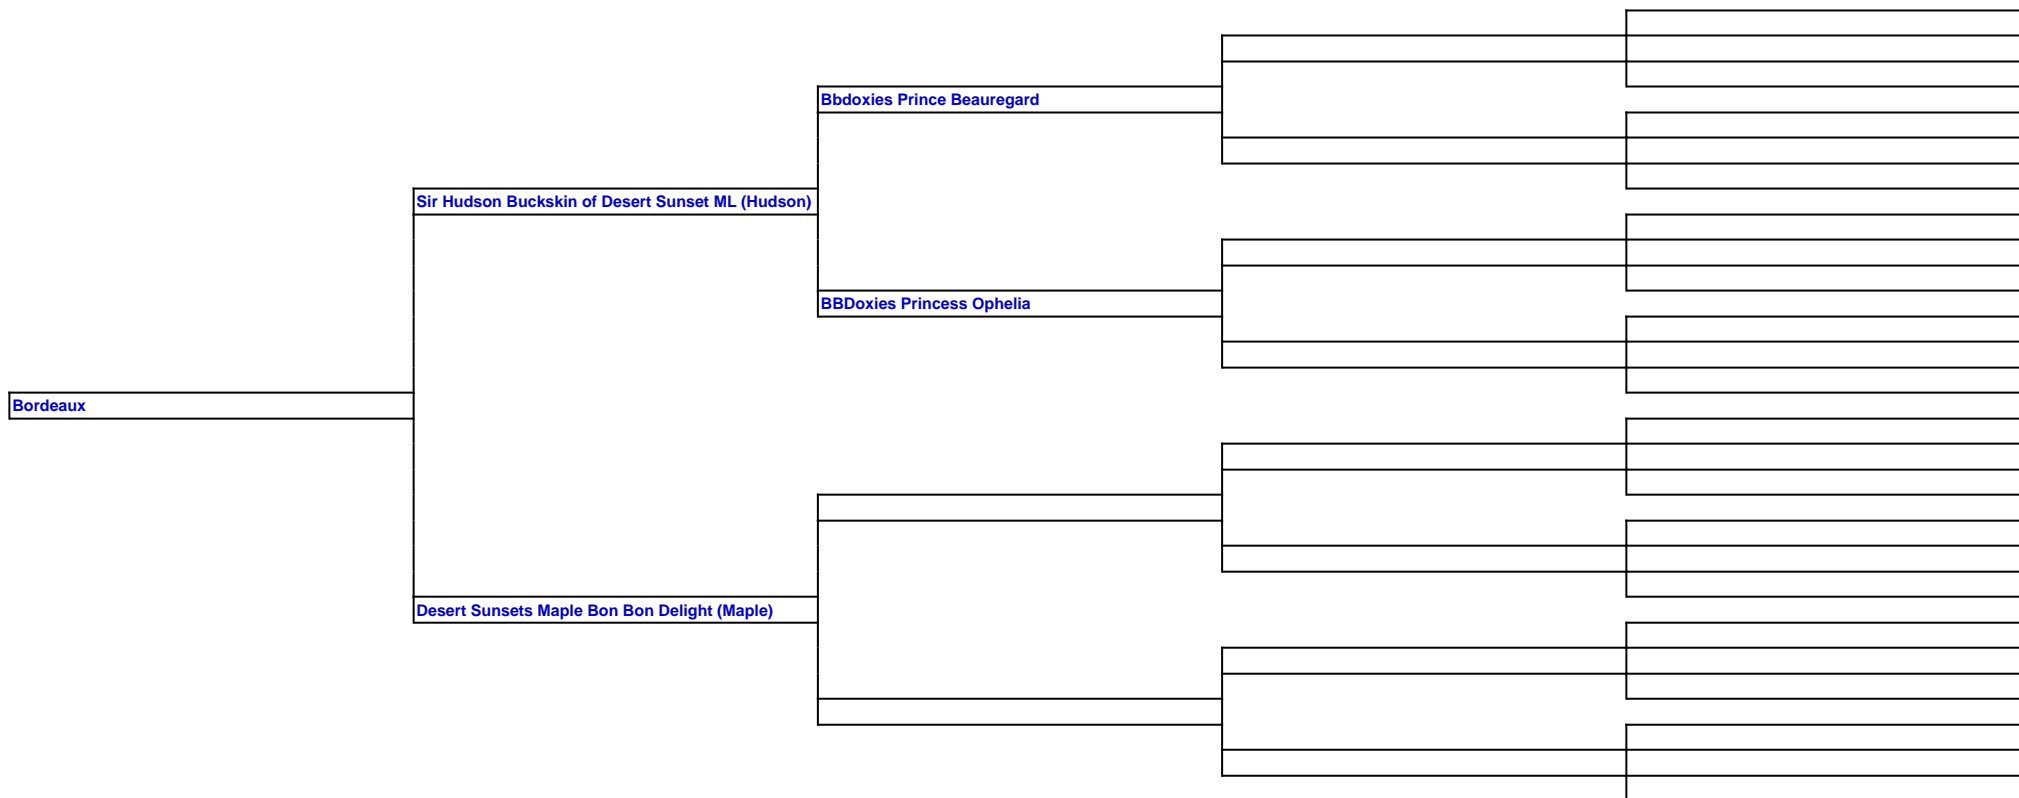 Bbdoxies Prince Beauregard
Sir Hudson Buckskin of Desert Sunset ML (Hudson)
BBDoxies Princess Ophelia
Bordeaux
Desert Sunsets Maple Bon Bon Delight (Maple)